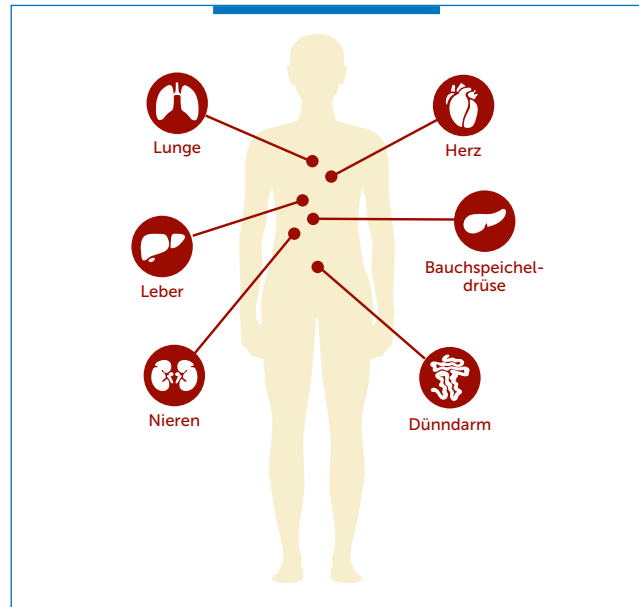 Lunge
Herz
Leber
Bauchspeichel-
drüse
Nieren
Dünndarm